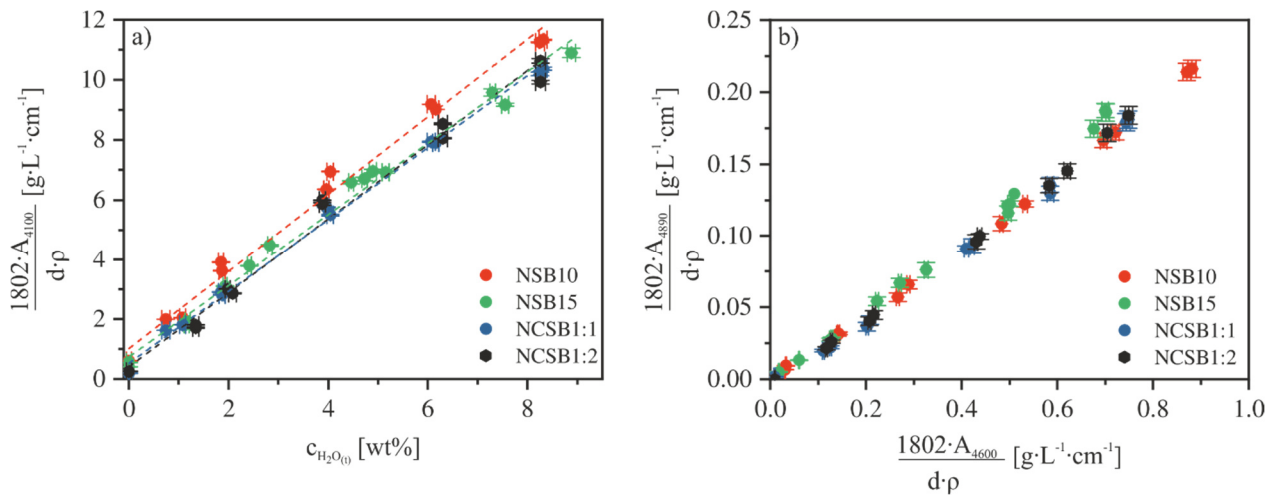 a)
12
10
8
6
4
2
0
0 2 4 6 8
1802·A₄₁₀₀ / d·ρ [g·L⁻¹·cm⁻¹]
c_H₂O₍ₜ₎ [wt%]
NSB10
NSB15
NCSB1:1
NCSB1:2
b)
0.25
0.20
0.15
0.10
0.05
0.00
0.0 0.2 0.4 0.6 0.8 1.0
1802·A₄₈₉₀ / d·ρ [g·L⁻¹·cm⁻¹]
1802·A₄₆₀₀ / d·ρ [g·L⁻¹·cm⁻¹]
NSB10
NSB15
NCSB1:1
NCSB1:2